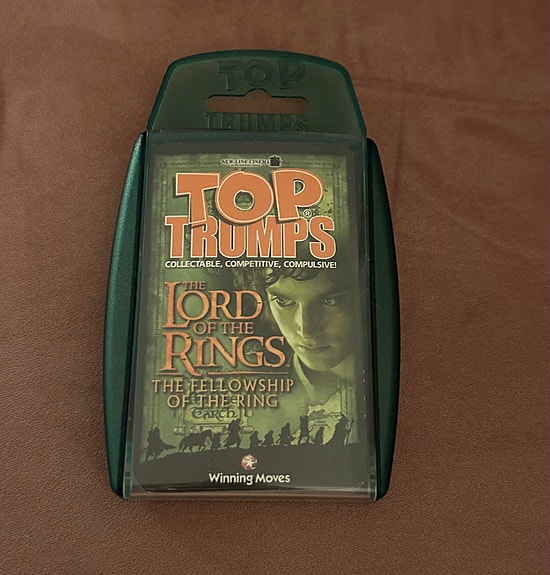 TOP
TRUMPS
NEW LINE CINEMA
TOP
TRUMPS®
COLLECTABLE, COMPETITIVE, COMPULSIVE!
THE
LORD
OF THE
RINGS
THE FELLOWSHIP
OF THE RING
EARTH
Winning Moves